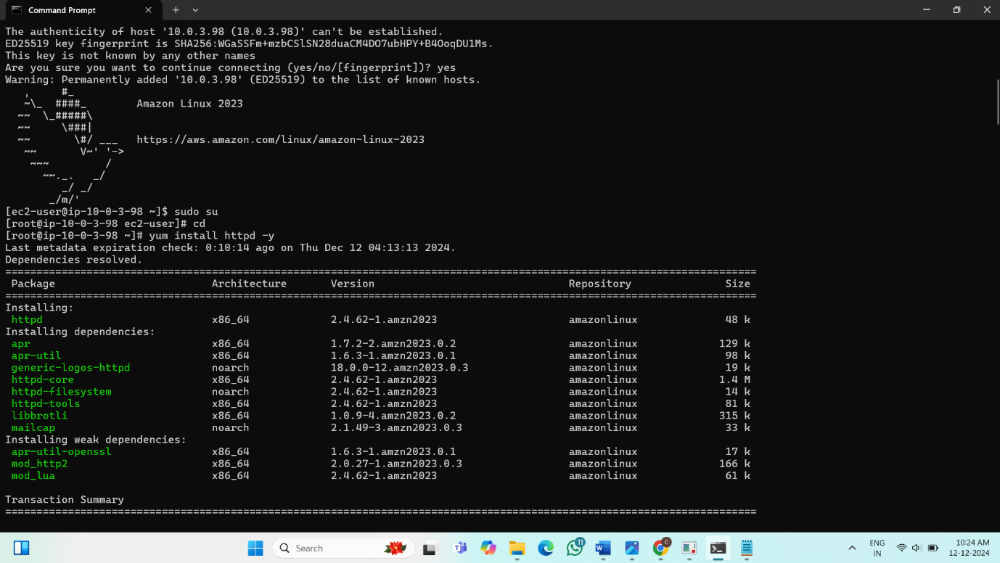 Command Prompt
The authenticity of host '10.0.3.98 (10.0.3.98)' can't be established.
ED25519 key fingerprint is SHA256:WGaSSFm+mzbCSlSN28duaCM4DO7ubHPY+B4OoqDU1Ms.
This key is not known by any other names
Are you sure you want to continue connecting (yes/no/[fingerprint])? yes
Warning: Permanently added '10.0.3.98' (ED25519) to the list of known hosts.
   ,     #_
   ~\_  ####_        Amazon Linux 2023
  ~~  \_#####\
  ~~     \###|
  ~~       \#/ ___   https://aws.amazon.com/linux/amazon-linux-2023
   ~~       V~' '->
    ~~~         /
      ~~._.   _/
         _/ _/
       _/m/'
[ec2-user@ip-10-0-3-98 ~]$ sudo su
[root@ip-10-0-3-98 ec2-user]# cd
[root@ip-10-0-3-98 ~]# yum install httpd -y
Last metadata expiration check: 0:10:14 ago on Thu Dec 12 04:13:13 2024.
Dependencies resolved.
Package Architecture Version Repository Size
Installing:
httpd x86_64 2.4.62-1.amzn2023 amazonlinux 48 k
Installing dependencies:
apr x86_64 1.7.2-2.amzn2023.0.2 amazonlinux 129 k
apr-util x86_64 1.6.3-1.amzn2023.0.1 amazonlinux 98 k
generic-logos-httpd noarch 18.0.0-12.amzn2023.0.3 amazonlinux 19 k
httpd-core x86_64 2.4.62-1.amzn2023 amazonlinux 1.4 M
httpd-filesystem noarch 2.4.62-1.amzn2023 amazonlinux 14 k
httpd-tools x86_64 2.4.62-1.amzn2023 amazonlinux 81 k
libbrotli x86_64 1.0.9-4.amzn2023.0.2 amazonlinux 315 k
mailcap noarch 2.1.49-3.amzn2023.0.3 amazonlinux 33 k
Installing weak dependencies:
apr-util-openssl x86_64 1.6.3-1.amzn2023.0.1 amazonlinux 17 k
mod_http2 x86_64 2.0.27-1.amzn2023.0.3 amazonlinux 166 k
mod_lua x86_64 2.4.62-1.amzn2023 amazonlinux 61 k
Transaction Summary
Search
11
C
ENG
IN
10:24 AM
12-12-2024